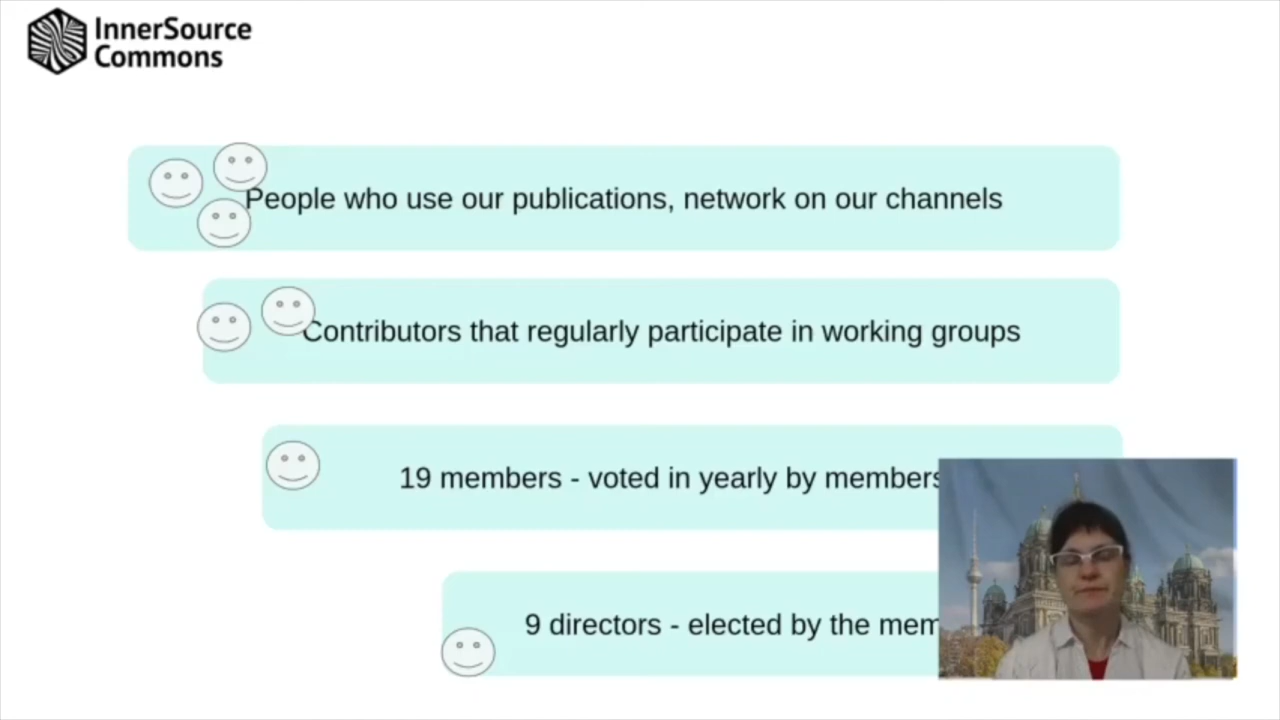 InnerSource
Commons
People who use our publications, network on our channels
Contributors that regularly participate in working groups
19 members - voted in yearly by members
9 directors - elected by the mem